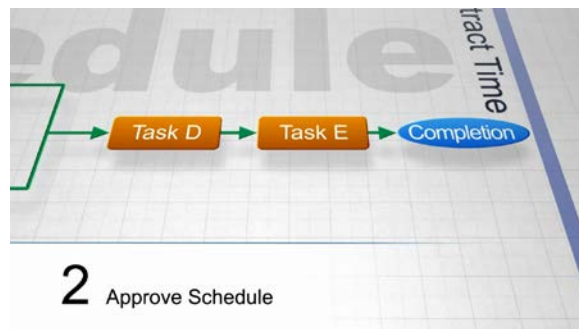 edule
tract Time
Task D
Task E
Completion
2 Approve Schedule